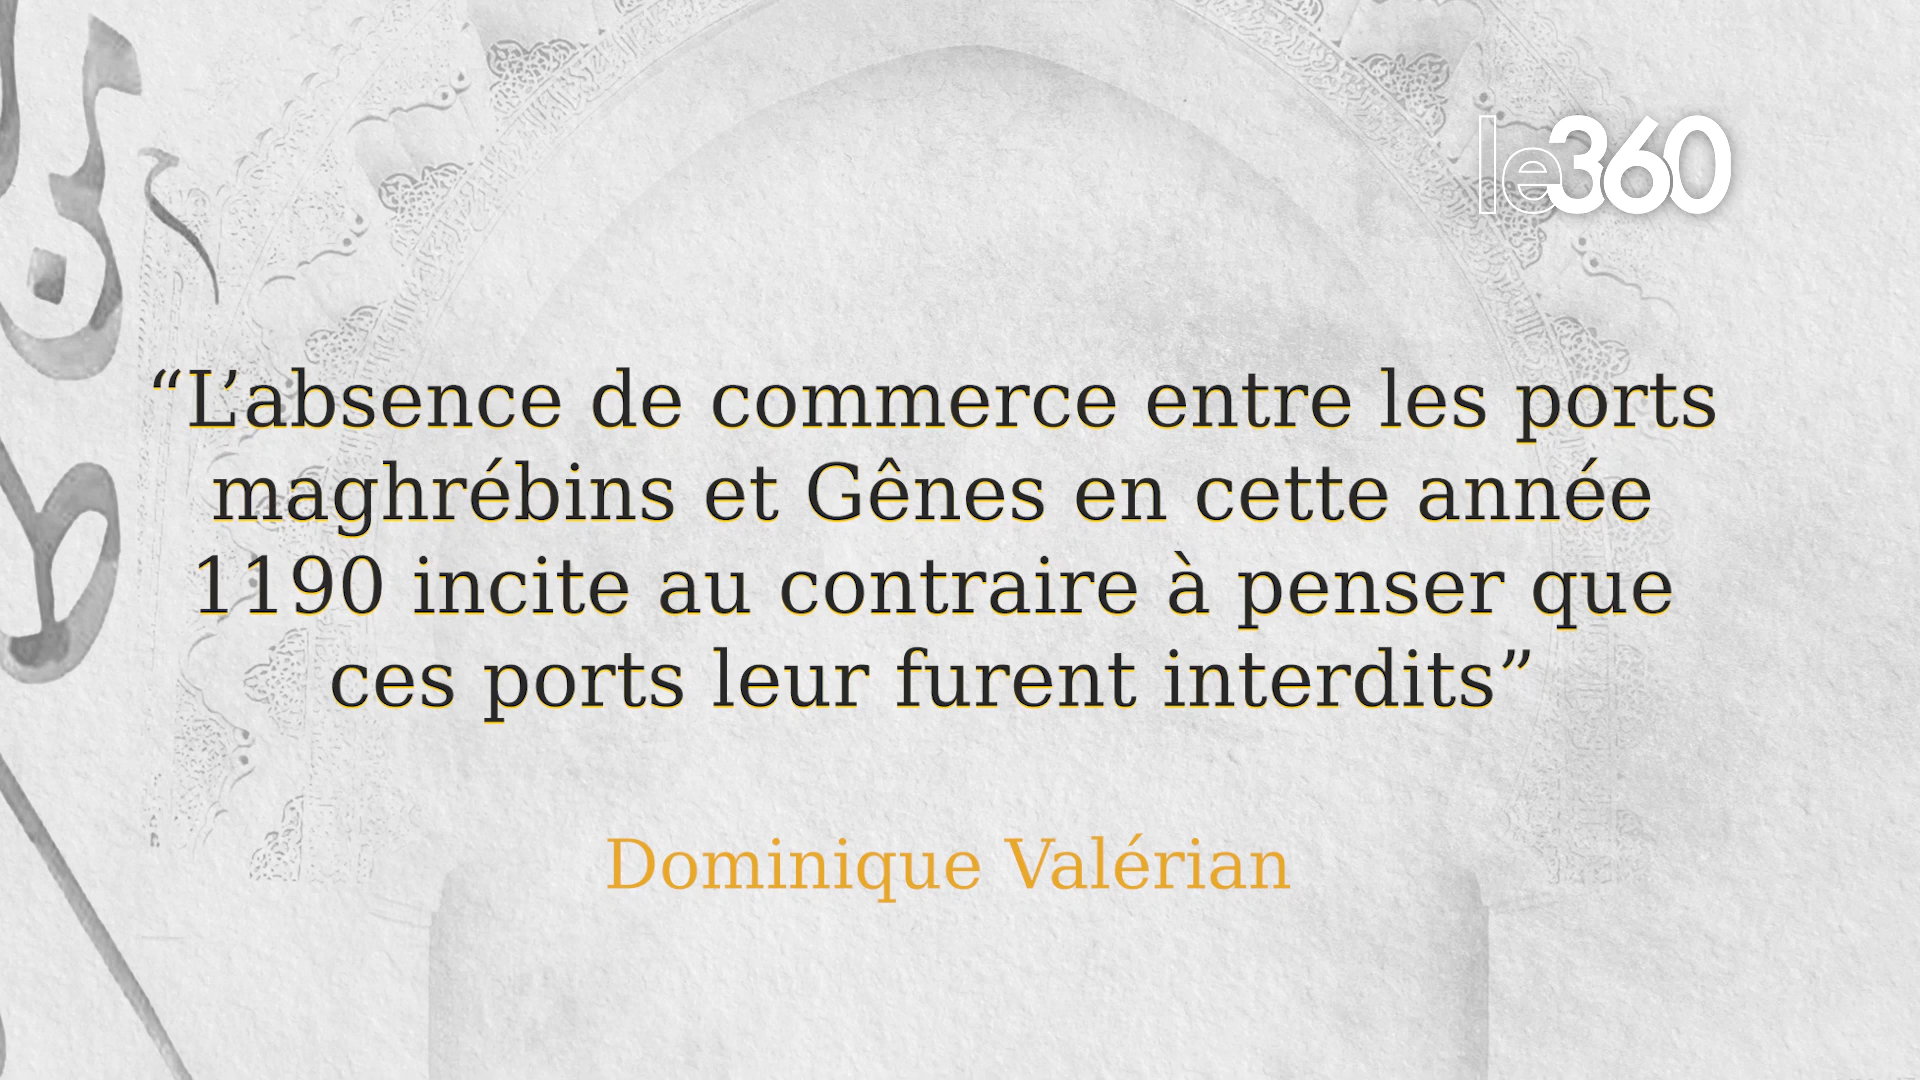 le360
“L’absence de commerce entre les ports
maghrébins et Gênes en cette année
1190 incite au contraire à penser que
ces ports leur furent interdits”
Dominique Valérian